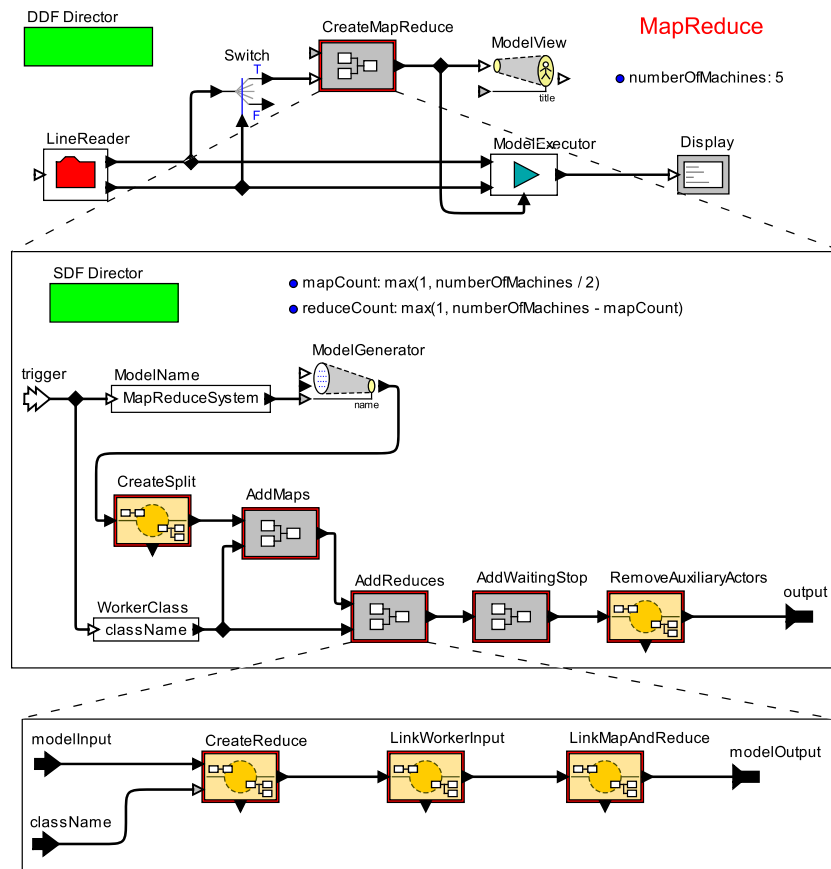 DDF Director
CreateMapReduce
MapReduce
Switch
T
F
ModelView
title
numberOfMachines: 5
LineReader
ModelExecutor
Display
SDF Director
mapCount: max(1, numberOfMachines / 2)
reduceCount: max(1, numberOfMachines - mapCount)
trigger
ModelName
MapReduceSystem
ModelGenerator
name
CreateSplit
AddMaps
WorkerClass
className
AddReduces
AddWaitingStop
RemoveAuxiliaryActors
output
modelInput
CreateReduce
LinkWorkerInput
LinkMapAndReduce
modelOutput
className